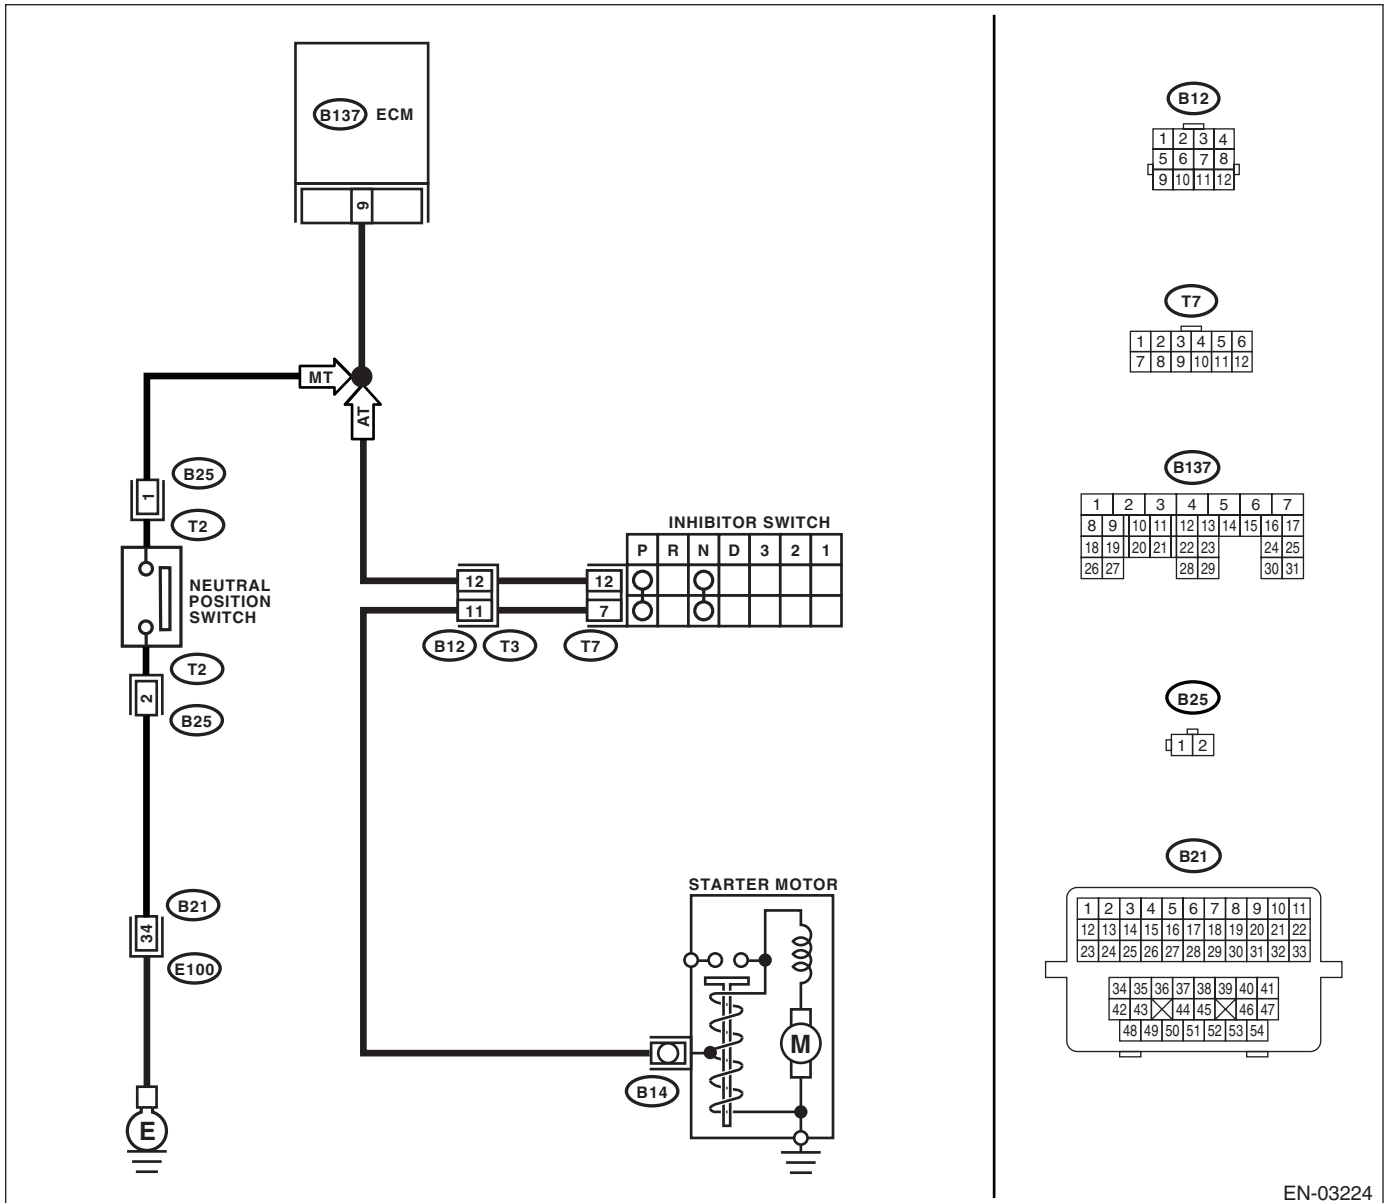 B137 ECM
9
MT
AT
B25
1
T2
NEUTRAL
POSITION
SWITCH
T2
2
B25
B21
34
E100
E
INHIBITOR SWITCH
P R N D 3 2 1
12 12
11 7
B12 T3 T7
STARTER MOTOR
M
B14
B12
1 2 3 4
5 6 7 8
9 10 11 12
T7
1 2 3 4 5 6
7 8 9 10 11 12
B137
1 2 3 4 5 6 7
8 9 10 11 12 13 14 15 16 17
18 19 20 21 22 23 24 25
26 27 28 29 30 31
B25
1 2
B21
1 2 3 4 5 6 7 8 9 10 11
12 13 14 15 16 17 18 19 20 21 22
23 24 25 26 27 28 29 30 31 32 33
34 35 36 37 38 39 40 41
42 43 44 45 46 47
48 49 50 51 52 53 54
EN-03224